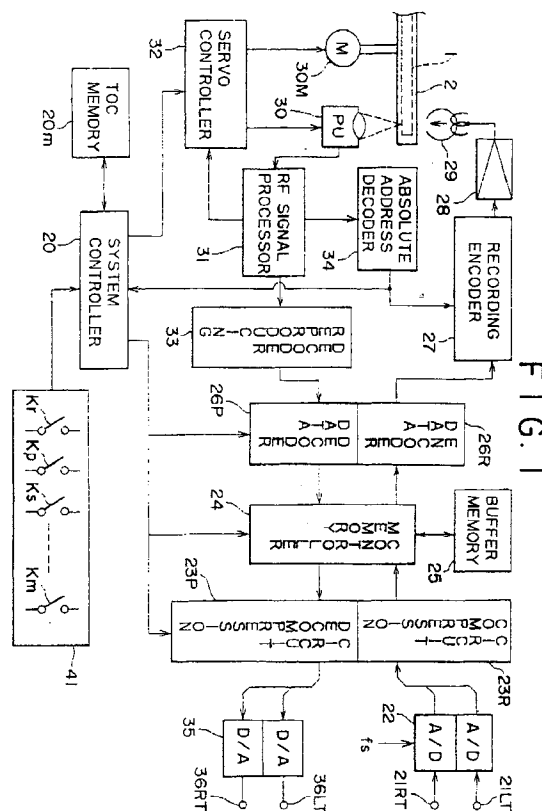 FIG. 1
1
2
29
28
RECORDING
ENCODER
27
M
30M
PU
30
ABSOLUTE
ADDRESS
DECODER
34
SERVO
CONTROLLER
32
RF SIGNAL
PROCESSOR
31
REPRODUCING
DECODER
33
TOC
MEMORY
20m
SYSTEM
CONTROLLER
20
DATA
ENCODER
26R
DATA
DECODER
26P
MEMORY
CONTROLLER
24
BUFFER
MEMORY
25
COMPRESSION
CIRCUIT
23R
DECOMPRESSION
CIRCUIT
23P
A/D
A/D
22
fs
21LT
21RT
D/A
D/A
35
36LT
36RT
Kr
Kp
Ks
Km
41